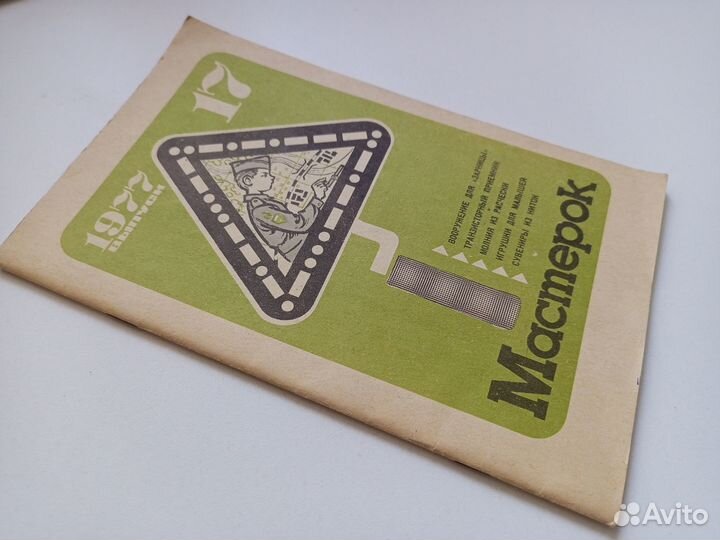 1977
ВЫПУСК
17
ВООРУЖЕНИЕ ДЛЯ «ЗАРНИЦЫ»
ТРАНЗИСТОРНЫЙ ПРИЕМНИК
МОЛНИЯ ИЗ РАСЧЕСКИ
ИГРУШКИ ДЛЯ МАЛЫШЕЙ
СУВЕНИРЫ ИЗ НИТОК
Мастерок
Avito